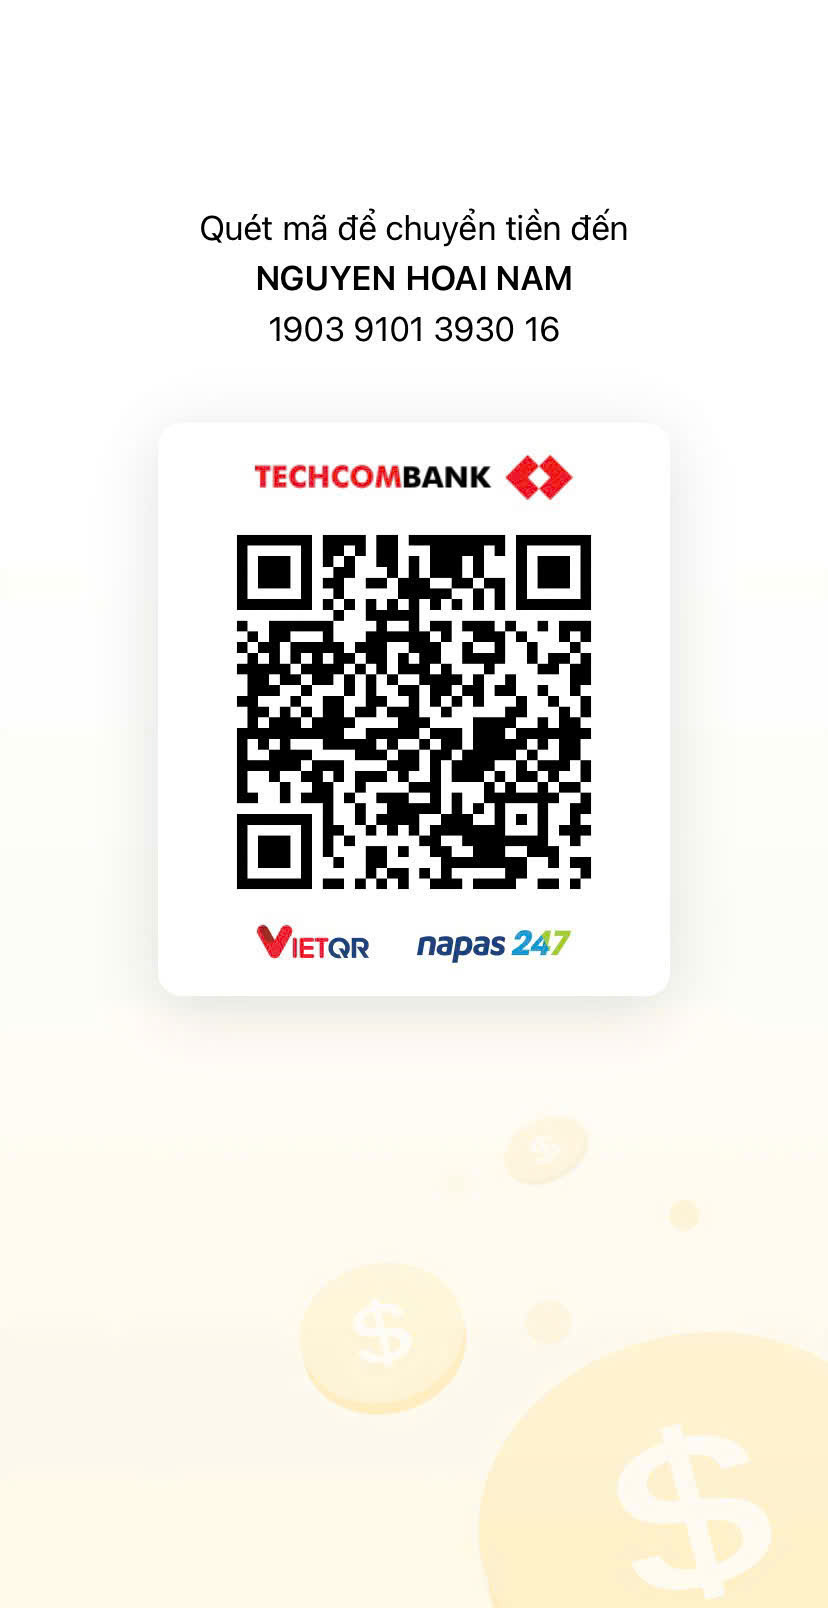 Quét mã để chuyển tiền đến
NGUYEN HOAI NAM
1903 9101 3930 16
TECHCOMBANK
VIETQR
napas 247
$
$
$